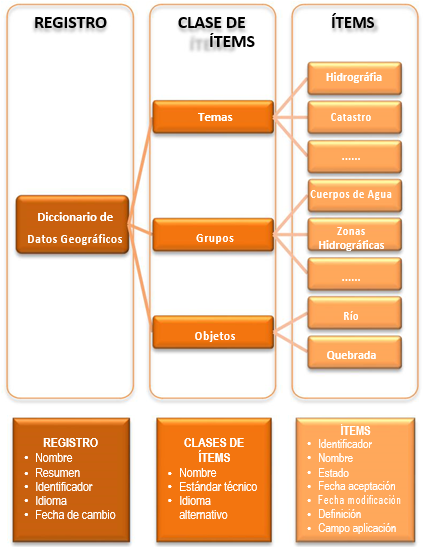 REGISTRO
CLASE DE
ÍTEMS
ÍTEMS
Diccionario de
Datos Geográficos
Temas
Grupos
Objetos
Hidrográfia
Catastro
......
Cuerpos de Agua
Zonas
Hidrográficas
......
Río
Quebrada
REGISTRO
• Nombre
• Resumen
• Identificador
• Idioma
• Fecha de cambio
CLASES DE
ÍTEMS
• Nombre
• Estándar técnico
• Idioma
alternativo
ÍTEMS
• Identificador
• Nombre
• Estado
• Fecha aceptación
• Fecha modificación
• Definición
• Campo aplicación